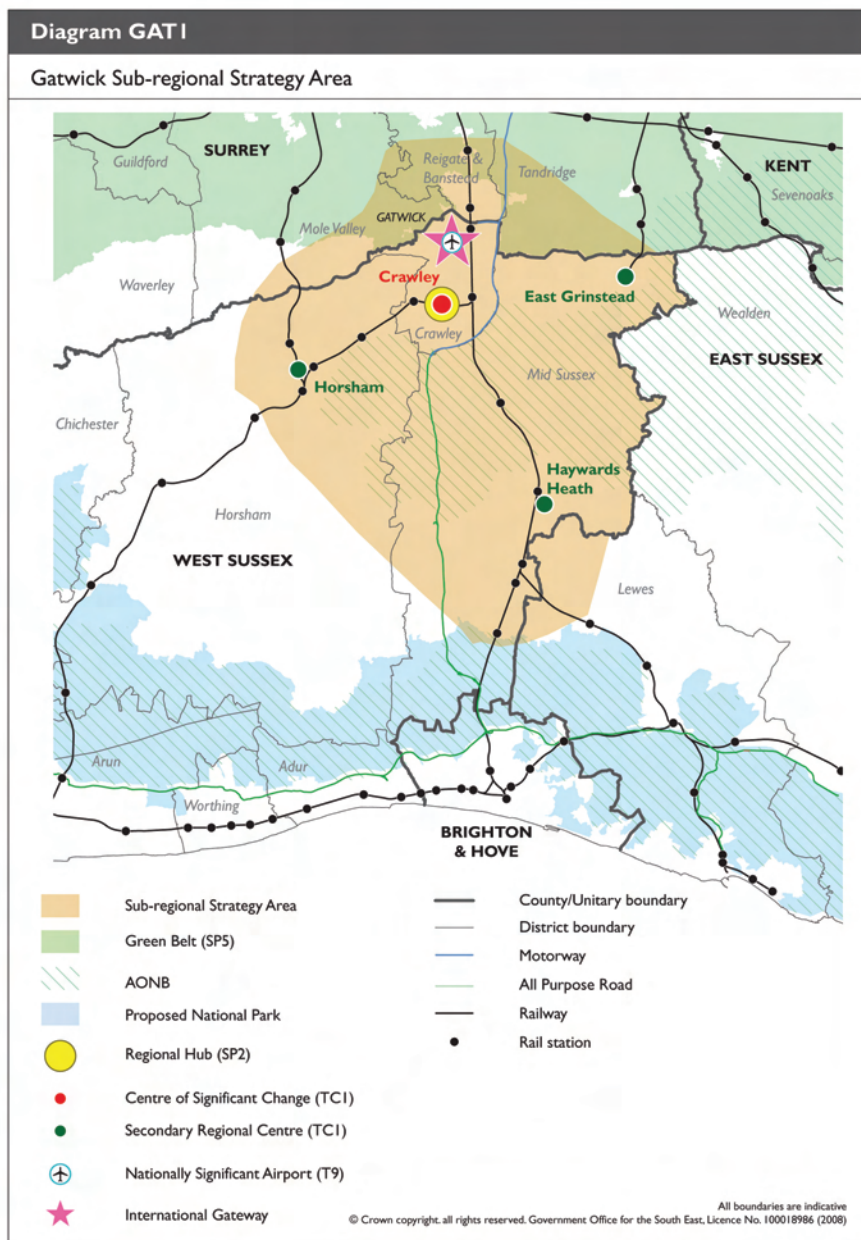 Diagram GAT1
Gatwick Sub-regional Strategy Area
Guildford
SURREY
Reigate &
Banstead
Tandridge
KENT
Sevenoaks
Mole Valley
GATWICK
Waverley
Crawley
East Grinstead
Wealden
Crawley
EAST SUSSEX
Horsham
Mid Sussex
Chichester
Haywards
Heath
Horsham
WEST SUSSEX
Lewes
Arun
Adur
Worthing
BRIGHTON
& HOVE
Sub-regional Strategy Area
Green Belt (SP5)
AONB
Proposed National Park
Regional Hub (SP2)
Centre of Significant Change (TC1)
Secondary Regional Centre (TC1)
Nationally Significant Airport (T9)
International Gateway
County/Unitary boundary
District boundary
Motorway
All Purpose Road
Railway
Rail station
All boundaries are indicative
© Crown copyright. all rights reserved. Government Office for the South East, Licence No. 100018986 (2008)